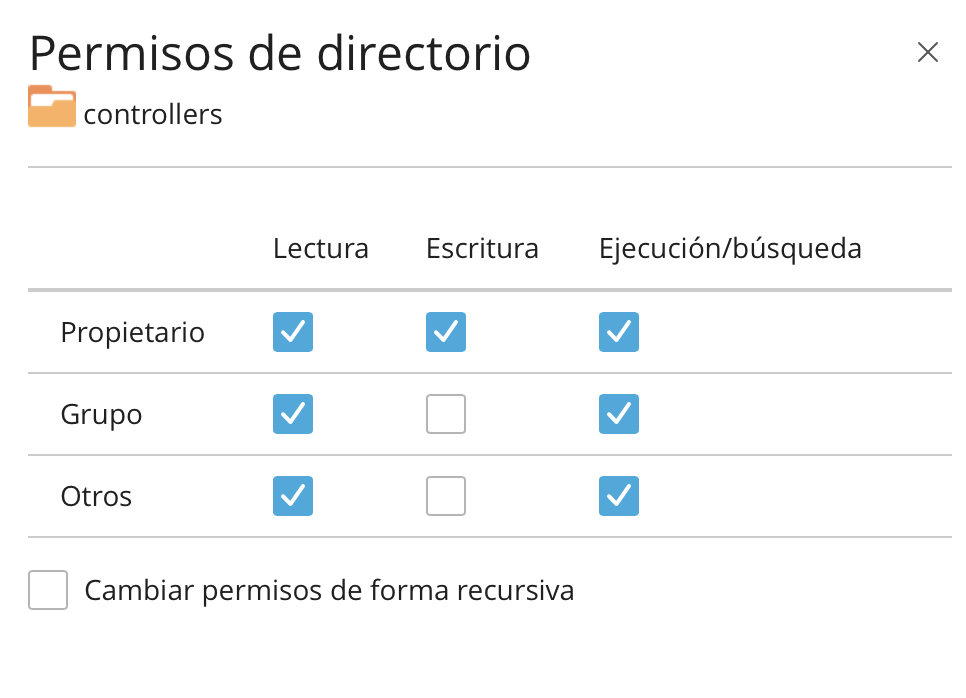 Permisos de directorio
controllers
Lectura Escritura Ejecución/búsqueda
Propietario
Grupo
Otros
Cambiar permisos de forma recursiva